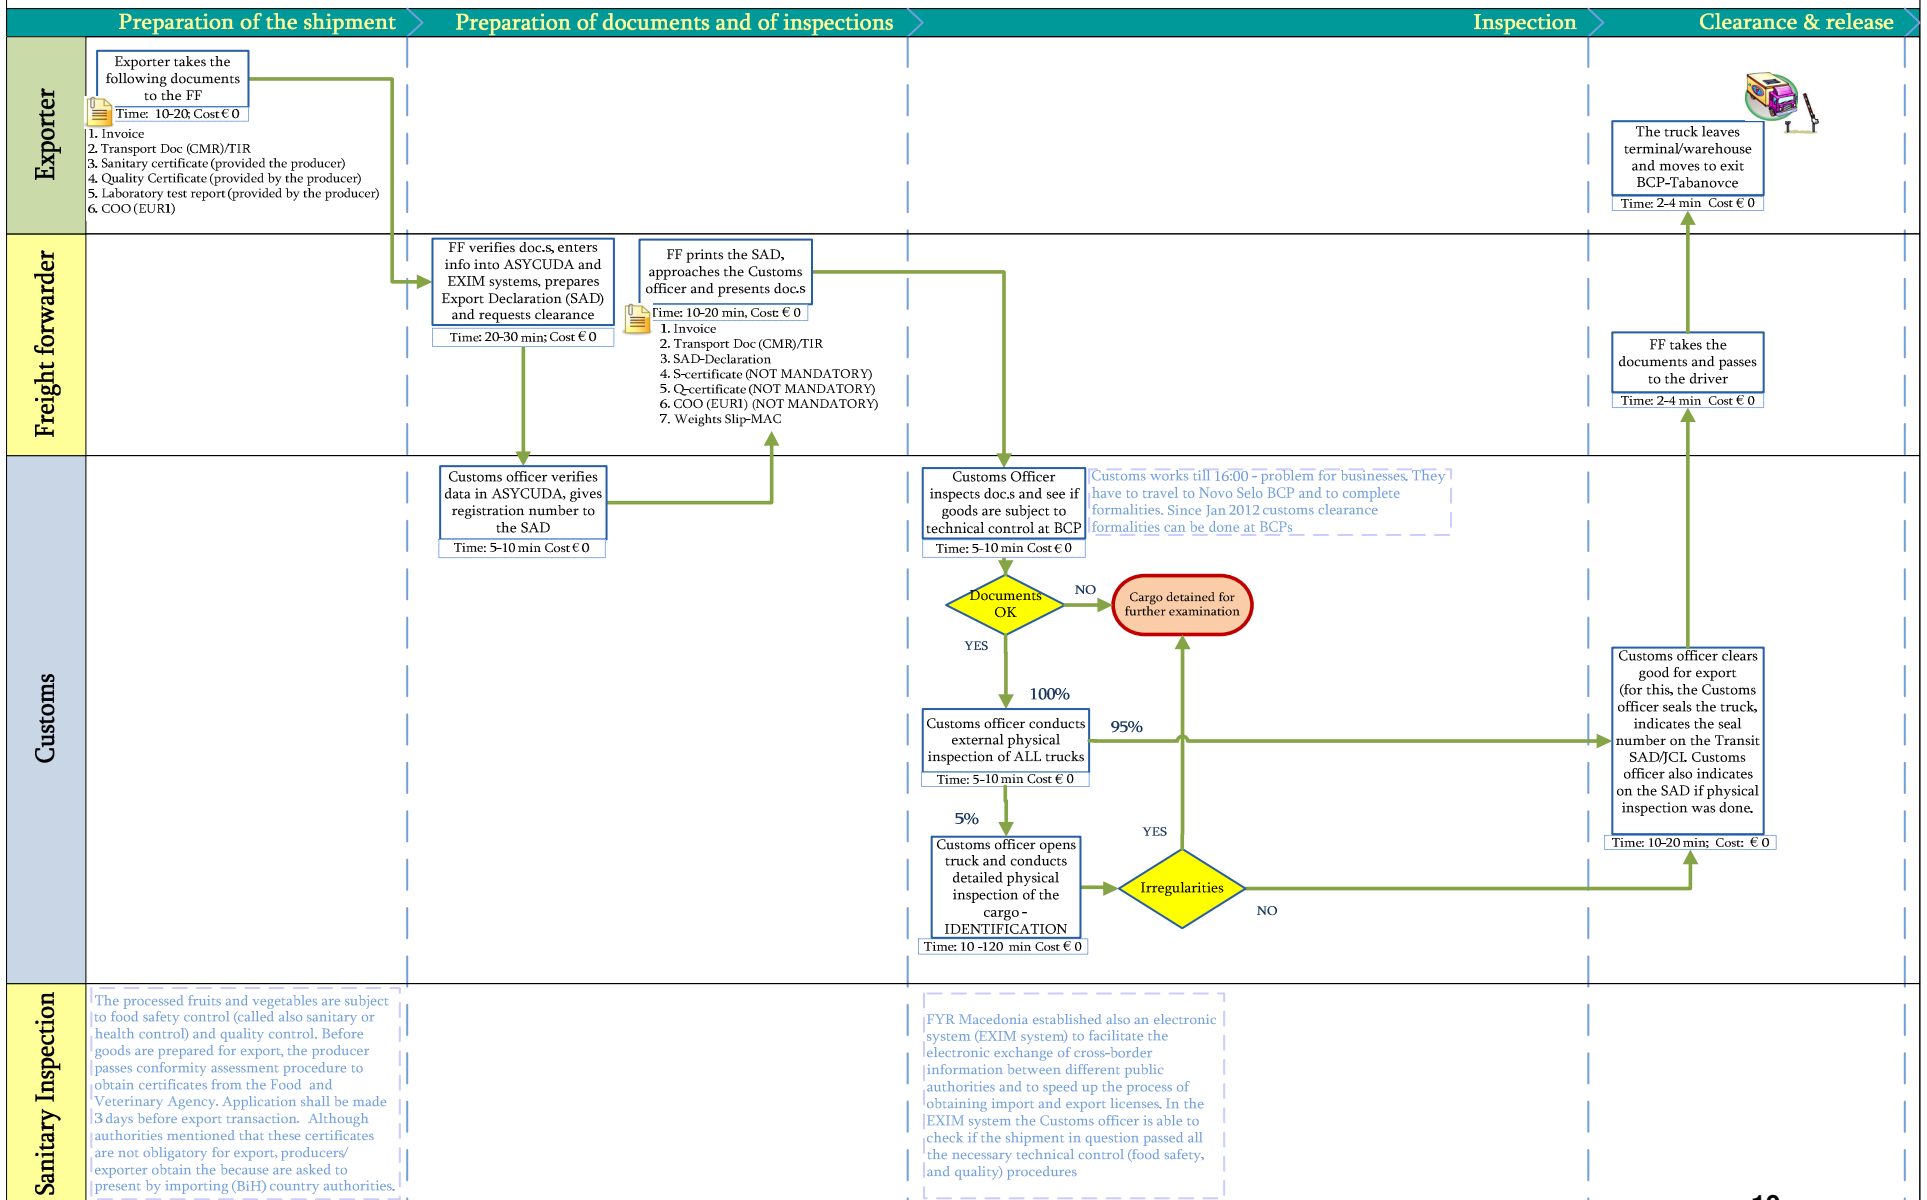 Preparation of the shipment
Preparation of documents and of inspections
Inspection
Clearance & release
Exporter
Exporter takes the
following documents
to the FF
Time:  10-20; Cost € 0
1. Invoice
2. Transport Doc (CMR)/TIR
3. Sanitary certificate (provided the producer)
4. Quality Certificate (provided by the producer)
5. Laboratory test report (provided by the producer)
6. COO (EUR1)
The truck leaves
terminal/warehouse
and moves to exit
BCP-Tabanovce
Time: 2-4 min  Cost € 0
Freight forwarder
FF verifies doc.s, enters
info into ASYCUDA and
EXIM systems, prepares
Export Declaration (SAD)
and requests clearance
Time: 20-30 min; Cost € 0
FF prints the SAD,
approaches the Customs
officer and presents doc.s
Time: 10-20 min, Cost: € 0
1. Invoice
2. Transport Doc (CMR)/TIR
3. SAD-Declaration
4. S-certificate (NOT MANDATORY)
5. Q-certificate (NOT MANDATORY)
6. COO (EUR1) (NOT MANDATORY)
7. Weights Slip-MAC
FF takes the
documents and passes
to the driver
Time: 2-4 min  Cost € 0
Customs
Customs officer verifies
data in ASYCUDA, gives
registration number to
the SAD
Time: 5-10 min Cost € 0
Customs Officer
inspects doc.s and see if
goods are subject to
technical control at BCP
Time: 5-10 min Cost € 0
Customs works till 16:00 - problem for businesses. They
have to travel to Novo Selo BCP and to complete
formalities. Since Jan 2012 customs clearance
formalities can be done at BCPs
Documents
OK
NO
Cargo detained for
further examination
YES
100%
Customs officer conducts
external physical
inspection of ALL trucks
Time: 5-10 min Cost € 0
95%
5%
Customs officer opens
truck and conducts
detailed physical
inspection of the
cargo -
IDENTIFICATION
Time: 10 -120  min Cost € 0
YES
Irregularities
NO
Customs officer clears
good for export
(for this, the Customs
officer seals the truck,
indicates the seal
number on the Transit
SAD/JCI. Customs
officer also indicates
on the SAD if physical
inspection was done.
Time: 10-20 min;  Cost:  € 0
Sanitary Inspection
The processed fruits and vegetables are subject
to food safety control (called also sanitary or
health control) and quality control. Before
goods are prepared for export, the producer
passes conformity assessment procedure to
obtain certificates from the Food  and
Veterinary Agency. Application shall be made
3 days before export transaction.  Although
authorities mentioned that these certificates
are not obligatory for export, producers/
exporter obtain the because are asked to
present by importing (BiH) country authorities.
FYR Macedonia established also an electronic
system (EXIM system) to facilitate the
electronic exchange of cross-border
information between different public
authorities and to speed up the process of
obtaining import and export licenses. In the
EXIM system the Customs officer is able to
check if the shipment in question passed all
the necessary technical control (food safety,
and quality) procedures